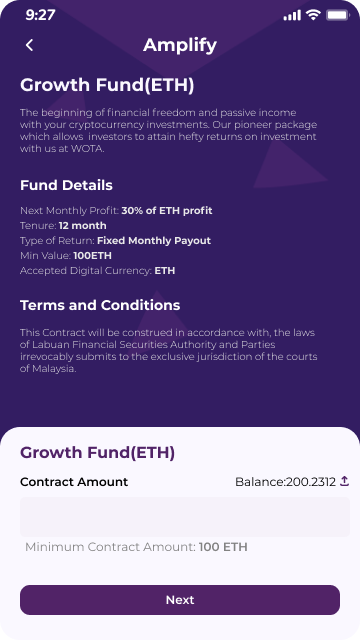 9:27
Amplify
Growth Fund(ETH)
The beginning of financial freedom and passive income
with your cryptocurrency investments. Our pioneer package
which allows investors to attain hefty returns on investment
with us at WOTA.
Fund Details
Next Monthly Profit: 30% of ETH profit
Tenure: 12 month
Type of Return: Fixed Monthly Payout
Min Value: 100ETH
Accepted Digital Currency: ETH
Terms and Conditions
This Contract will be construed in accordance with, the laws
of Labuan Financial Securities Authority and Parties
irrevocably submits to the exclusive jurisdiction of the courts
of Malaysia.
Growth Fund(ETH)
Contract Amount Balance:200.2312
Minimum Contract Amount: 100 ETH
Next